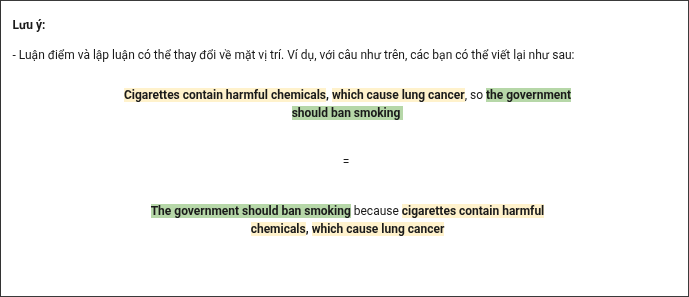 Lưu ý:
- Luận điểm và lập luận có thể thay đổi về mặt vị trí. Ví dụ, với câu như trên, các bạn có thể viết lại như sau:
Cigarettes contain harmful chemicals, which cause lung cancer, so the government
should ban smoking
=
The government should ban smoking because cigarettes contain harmful
chemicals, which cause lung cancer